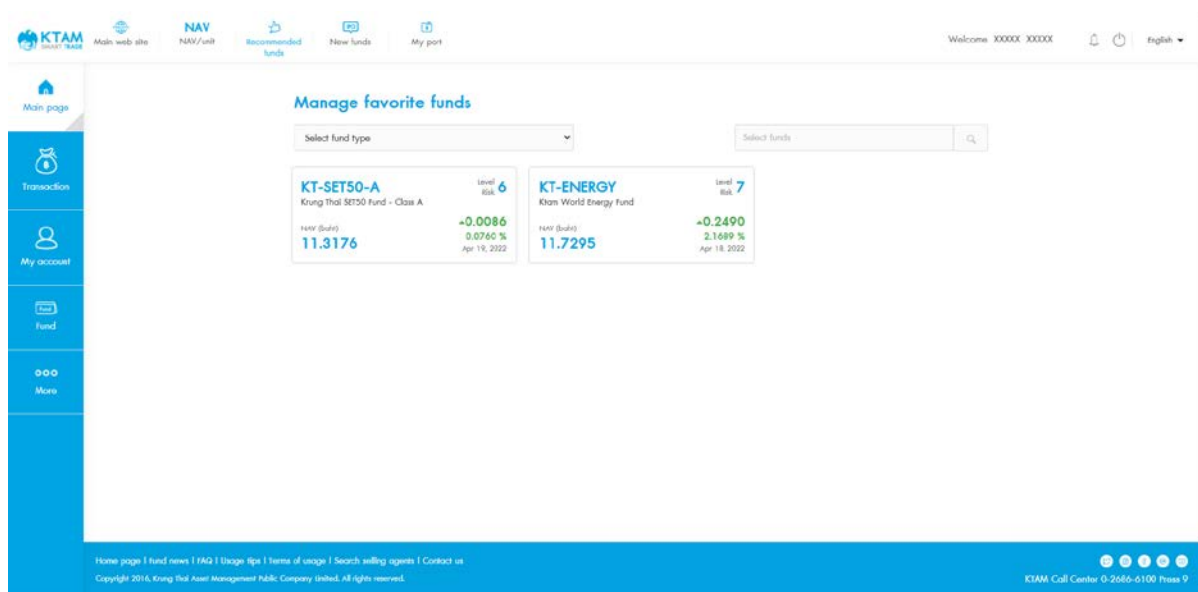 KTAM
SMART TRADE
Main web site
NAV
NAV/unit
Recommended
funds
New funds
My port
Welcome XXXXX XXXXX
English
Main page
Transaction
My account
Fund
Fund
More
Manage favorite funds
Select fund type
Select funds
KT-SET50-A
Level
Risk 6
Krung Thai SET50 Fund - Class A
NAV (baht)
11.3176
+0.0086
0.0760 %
Apr 19, 2022
KT-ENERGY
Level
Risk 7
Ktam World Energy Fund
NAV (baht)
11.7295
+0.2490
2.1689 %
Apr 18, 2022
Home page | Fund news | FAQ | Usage tips | Terms of usage | Search selling agents | Contact us
Copyright 2016, Krung Thai Asset Management Public Company Limited. All rights reserved.
KTAM Call Center 0-2686-6100 Press 9